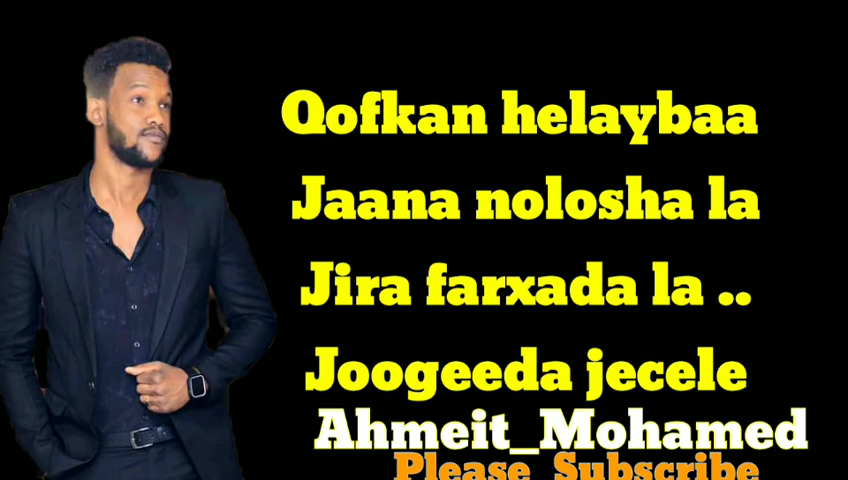 Qofkan helaybaa
Jaana nolosha la
Jira farxada la ..
Joogeeda jecele
Ahmeit_Mohamed
Please Subscribe